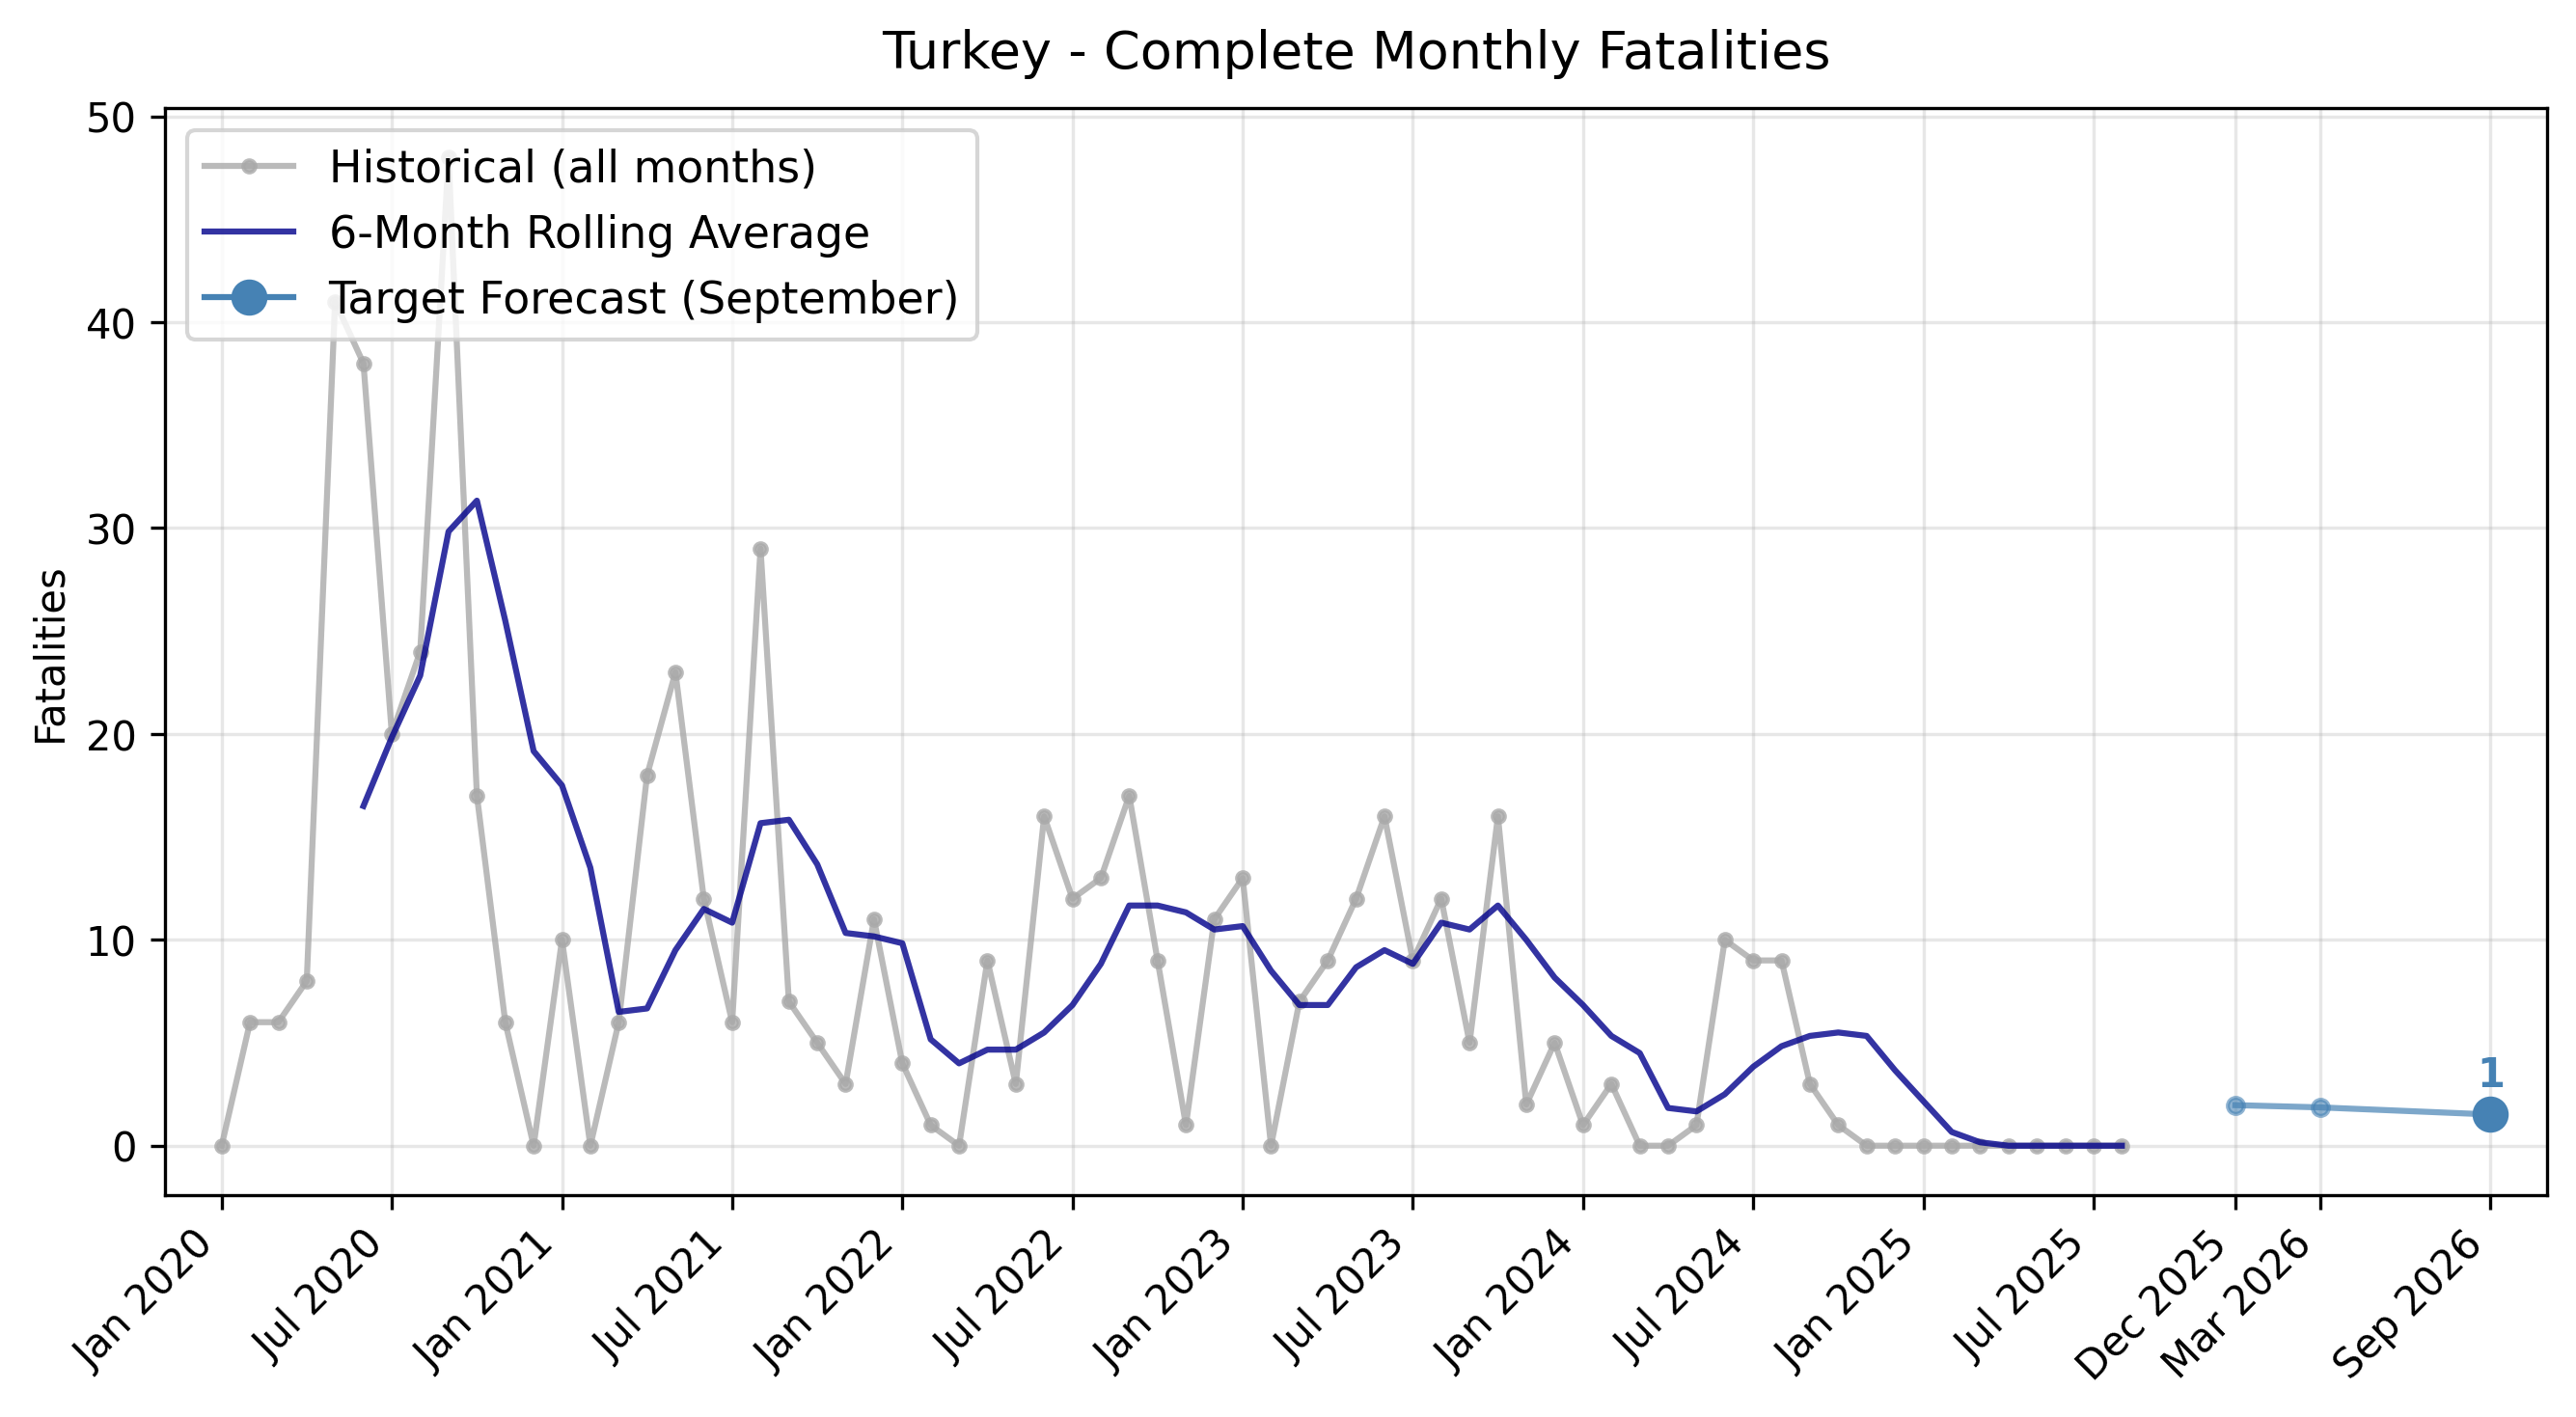 Turkey - Complete Monthly Fatalities
Historical (all months)
6-Month Rolling Average
Target Forecast (September)
Fatalities
50
40
30
20
10
0
1
Jan 2020
Jul 2020
Jan 2021
Jul 2021
Jan 2022
Jul 2022
Jan 2023
Jul 2023
Jan 2024
Jul 2024
Jan 2025
Jul 2025
Dec 2025
Mar 2026
Sep 2026